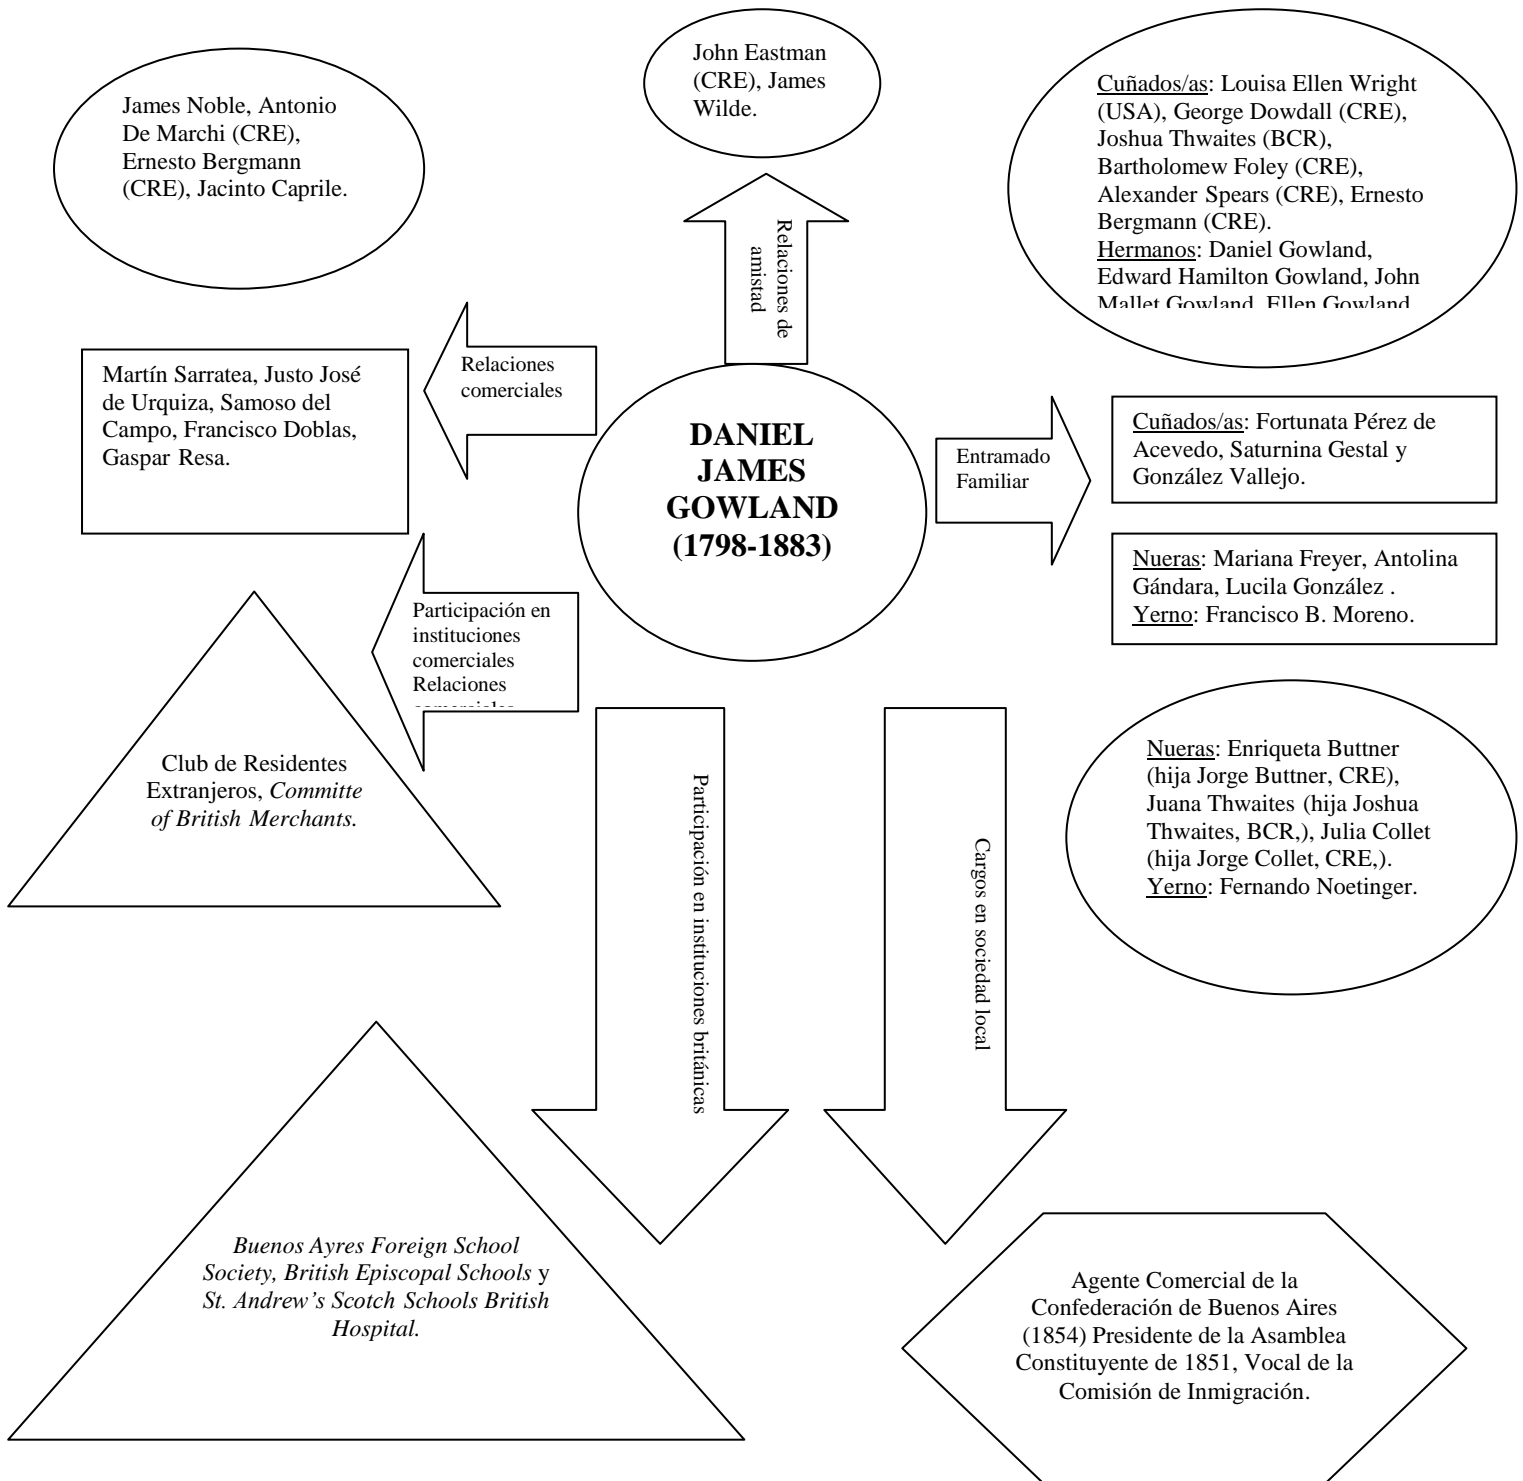 John Eastman
(CRE), James
Wilde.
James Noble, Antonio
De Marchi (CRE),
Ernesto Bergmann
(CRE), Jacinto Caprile.
Cuñados/as: Louisa Ellen Wright
(USA), George Dowdall (CRE),
Joshua Thwaites (BCR),
Bartholomew Foley (CRE),
Alexander Spears (CRE), Ernesto
Bergmann (CRE).
Hermanos: Daniel Gowland,
Edward Hamilton Gowland, John
Mallet Gowland, Ellen Gowland
Relaciones de
amistad
Relaciones
comerciales
Martín Sarratea, Justo José
de Urquiza, Samoso del
Campo, Francisco Doblas,
Gaspar Resa.
DANIEL
JAMES
GOWLAND
(1798-1883)
Entramado
Familiar
Cuñados/as: Fortunata Pérez de
Acevedo, Saturnina Gestal y
González Vallejo.
Nueras: Mariana Freyer, Antolina
Gándara, Lucila González .
Yerno: Francisco B. Moreno.
Participación en
instituciones
comerciales
Relaciones
comerciales
Club de Residentes
Extranjeros, Committe
of British Merchants.
Nueras: Enriqueta Buttner
(hija Jorge Buttner, CRE),
Juana Thwaites (hija Joshua
Thwaites, BCR,), Julia Collet
(hija Jorge Collet, CRE,).
Yerno: Fernando Noetinger.
Participación en instituciones británicas
Cargos en sociedad local
Buenos Ayres Foreign School
Society, British Episcopal Schools y
St. Andrew’s Scotch Schools British
Hospital.
Agente Comercial de la
Confederación de Buenos Aires
(1854) Presidente de la Asamblea
Constituyente de 1851, Vocal de la
Comisión de Inmigración.